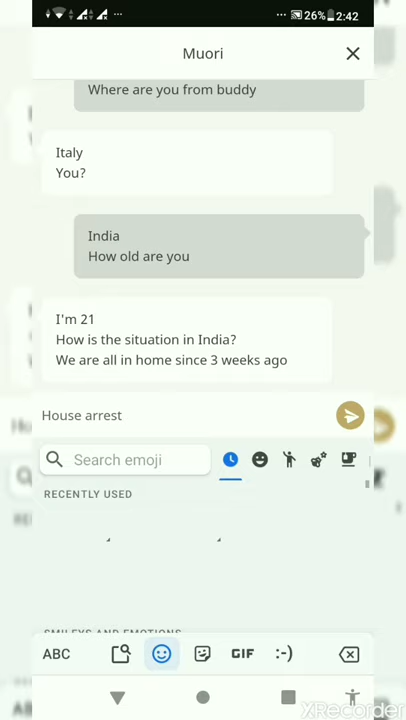 26% 2:42
Muori
Where are you from buddy
Italy
You?
India
How old are you
I'm 21
How is the situation in India?
We are all in home since 3 weeks ago
House arrest
Search emoji
RECENTLY USED
SMILEYS AND EMOTIONS
ABC GIF :-)
XRecorder